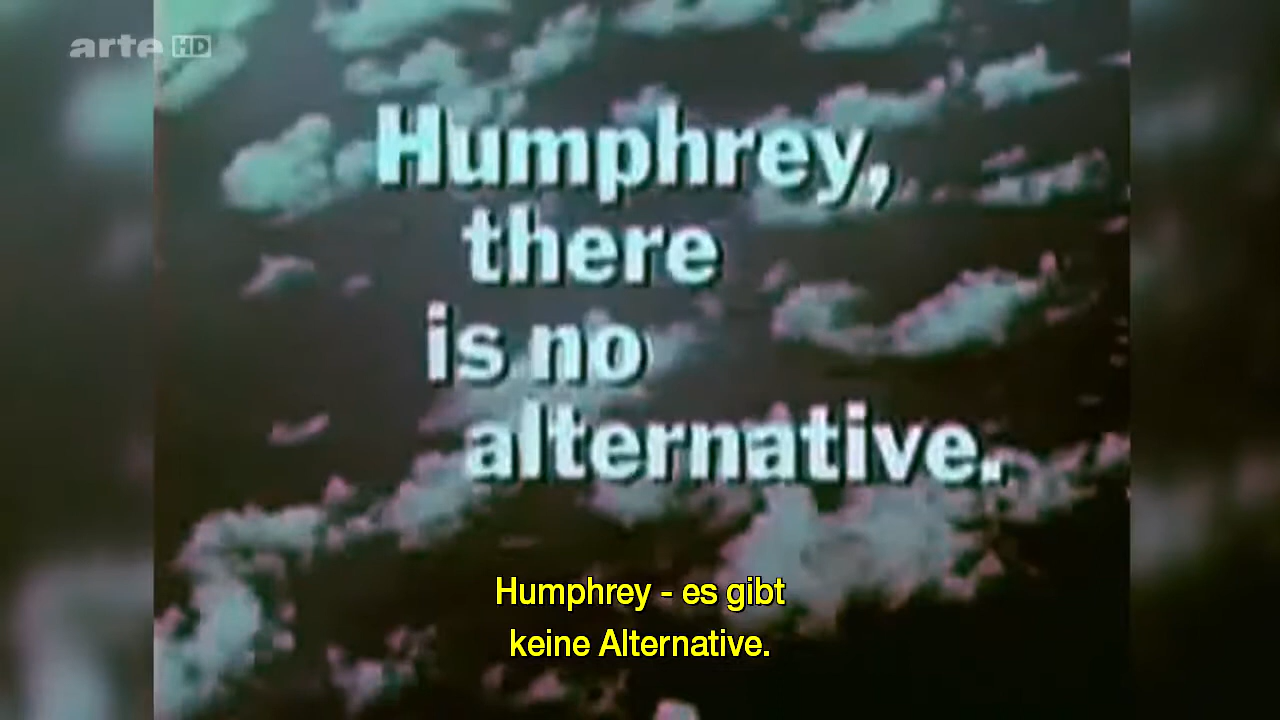 arte HD
Humphrey,
there
is no
alternative.
Humphrey - es gibt
keine Alternative.